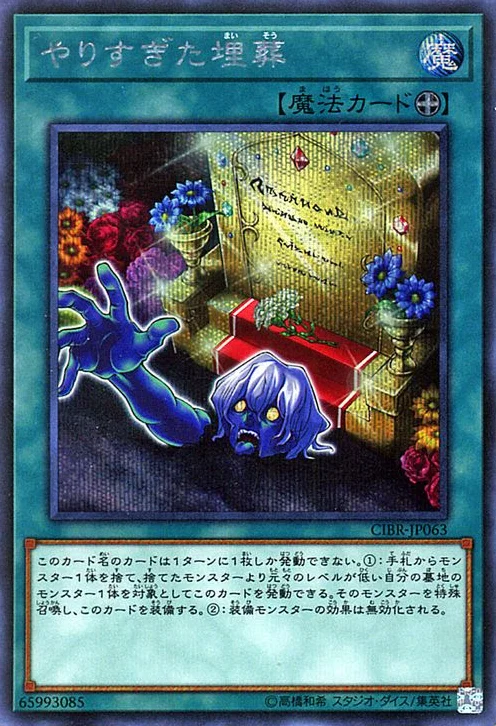 やりすぎた埋葬
魔
【魔法カード】
CIBR-JP063
このカード名のカードは１ターンに１枚しか発動できない。①：手札からモン
スター１体を捨て、捨てたモンスターより元々のレベルが低い自分の墓地の
モンスター１体を対象としてこのカードを発動できる。そのモンスターを特殊
召喚し、このカードを装備する。②：装備モンスターの効果は無効化される。
65993085
©高橋和希 スタジオ・ダイス/集英社